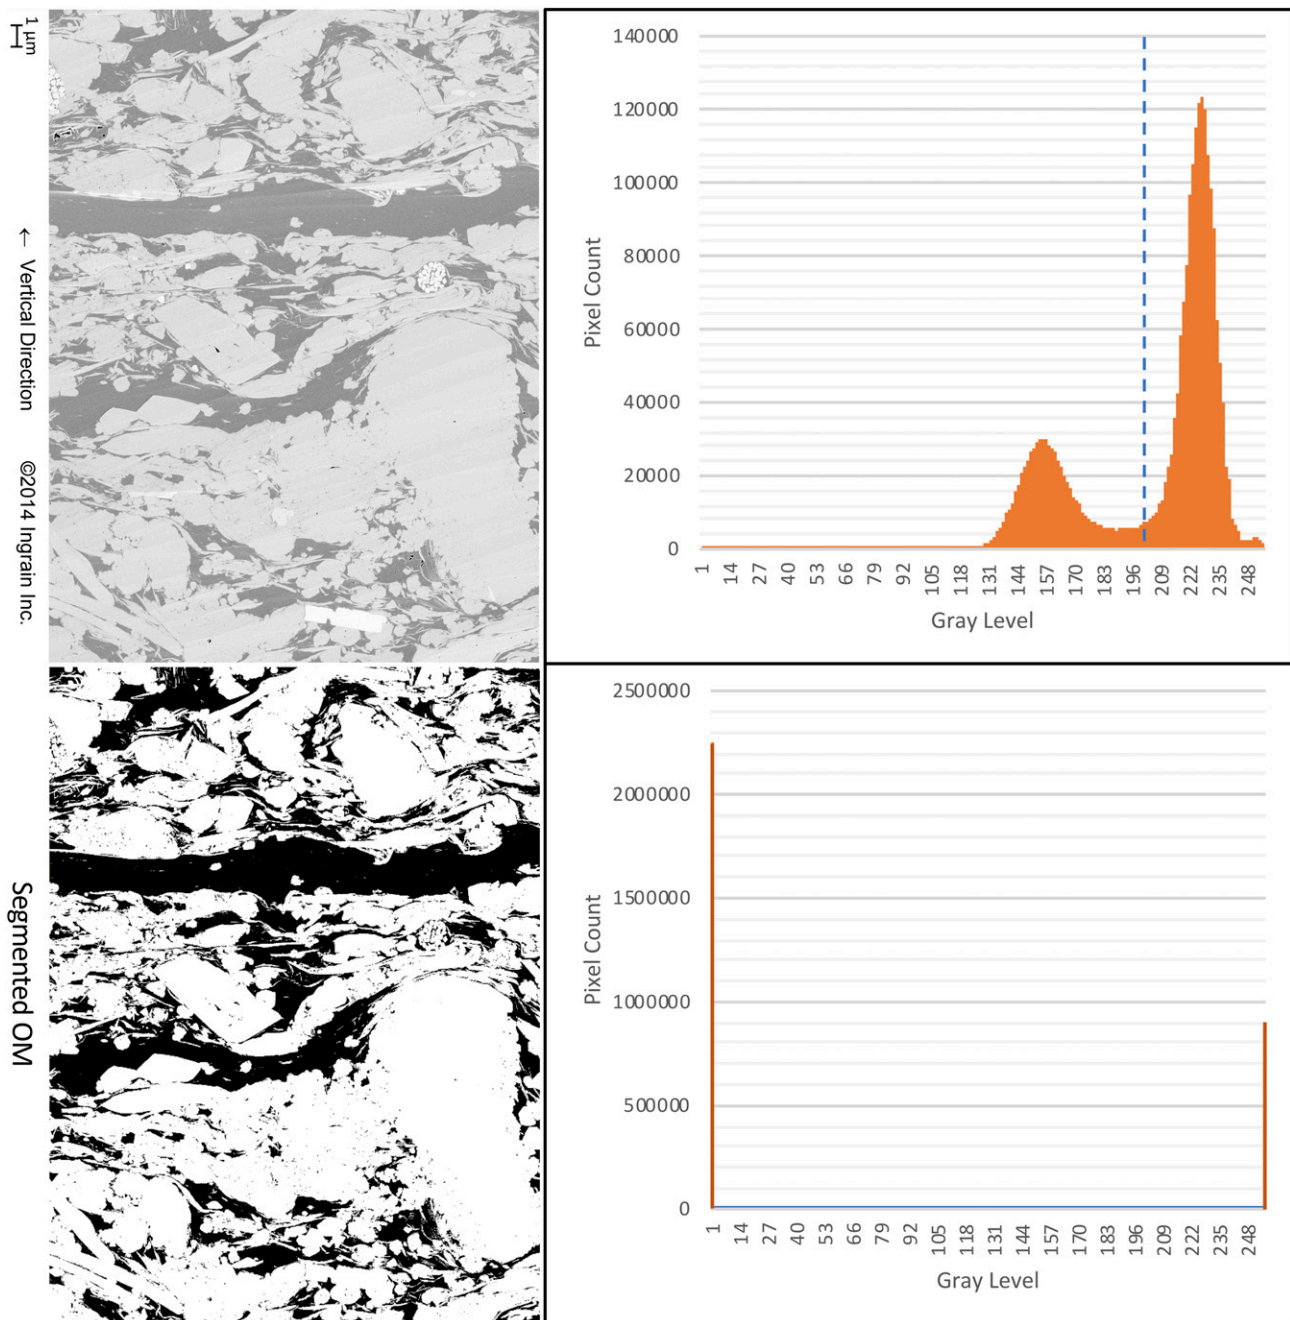 1 µm
← Vertical Direction ©2014 Ingrain Inc.
140000
120000
100000
80000
60000
40000
20000
0
Pixel Count
1 14 27 40 53 66 79 92 105 118 131 144 157 170 183 196 209 222 235 248
Gray Level
Segmented OM
2500000
2000000
1500000
1000000
500000
0
Pixel Count
1 14 27 40 53 66 79 92 105 118 131 144 157 170 183 196 209 222 235 248
Gray Level